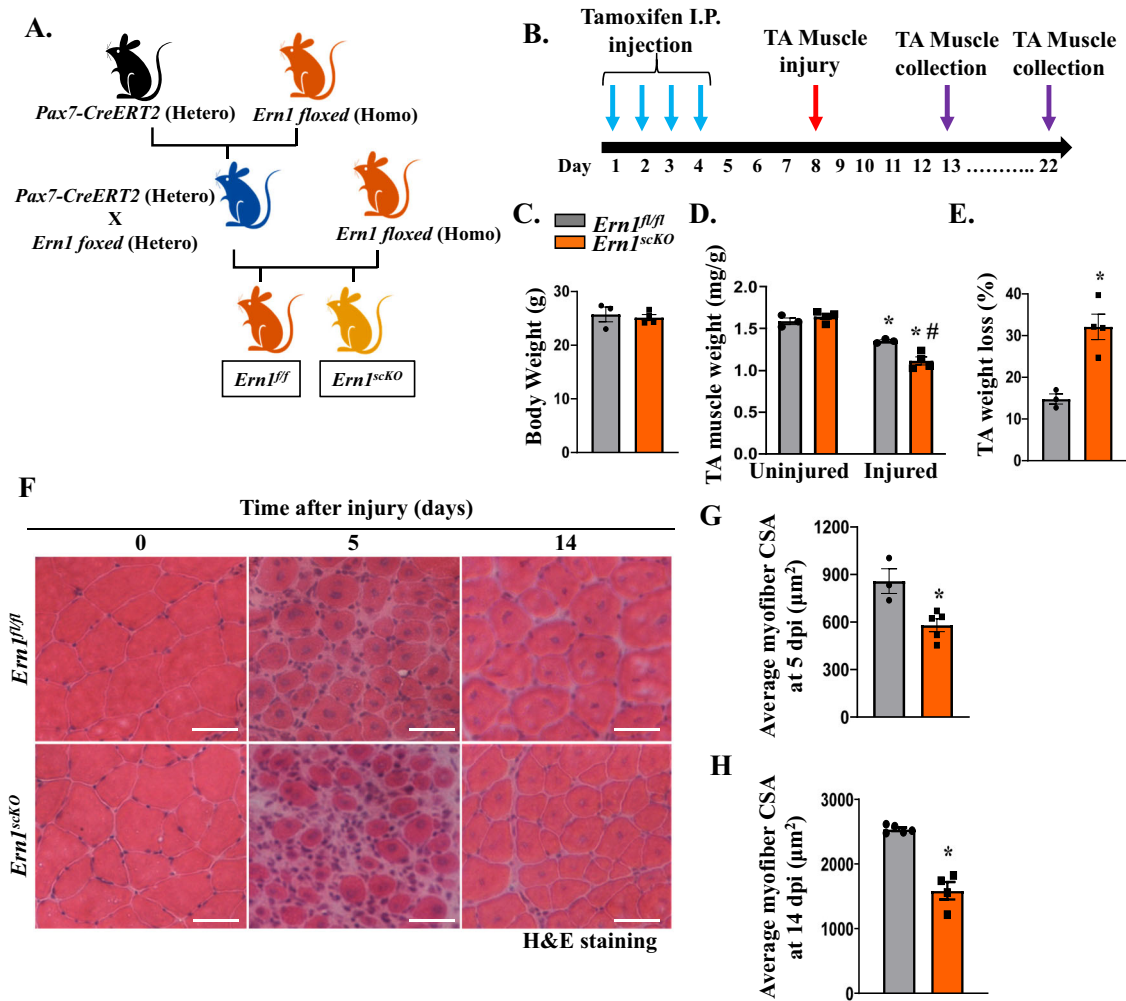 A.
Pax7-CreERT2 (Hetero)
Ern1 floxed (Homo)
Pax7-CreERT2 (Hetero)
X
Ern1 foxed (Hetero)
Ern1 floxed (Homo)
Ern1f/f
Ern1scKO
B.
Tamoxifen I.P.
injection
TA Muscle
injury
TA Muscle
collection
TA Muscle
collection
Day 1 2 3 4 5 6 7 8 9 10 11 12 13 ……….. 22
C.
Ern1fl/fl
Ern1scKO
Body Weight (g)
30
20
10
0
D.
TA muscle weight (mg/g)
2.0
1.5
1.0
0.5
0.0
*
* #
Uninjured
Injured
E.
TA weight loss (%)
40
30
20
10
0
*
F
Time after injury (days)
0 5 14
Ern1fl/fl
Ern1scKO
H&E staining
G
Average myofiber CSA
at 5 dpi (µm²)
1200
900
600
300
0
*
H
Average myofiber CSA
at 14 dpi (µm²)
3000
2000
1000
0
*